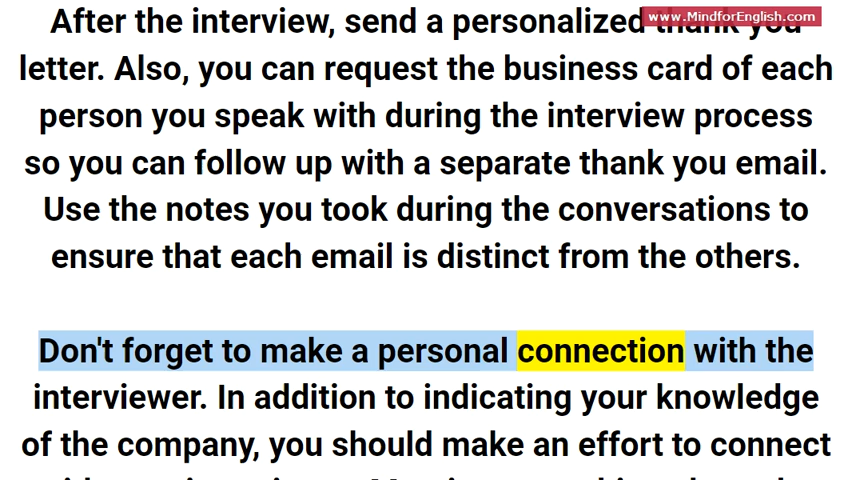 www.MindforEnglish.com
After the interview, send a personalized thank you
letter. Also, you can request the business card of each
person you speak with during the interview process
so you can follow up with a separate thank you email.
Use the notes you took during the conversations to
ensure that each email is distinct from the others.
Don't forget to make a personal connection with the
interviewer. In addition to indicating your knowledge
of the company, you should make an effort to connect